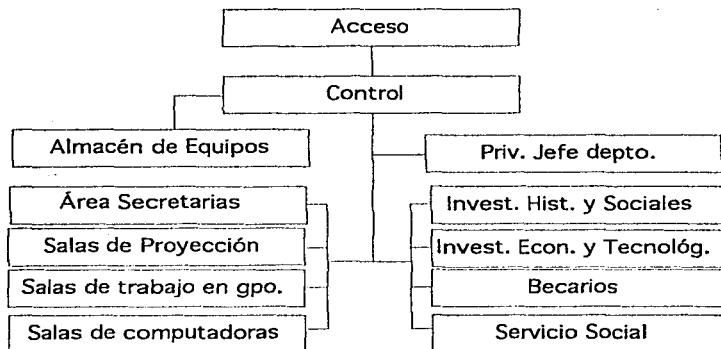 Acceso
Control
Almacén de Equipos
Priv. Jefe depto.
Área Secretarias
Invest. Hist. y Sociales
Salas de Proyección
Invest. Econ. y Tecnológ.
Salas de trabajo en gpo.
Becarios
Salas de computadoras
Servicio Social